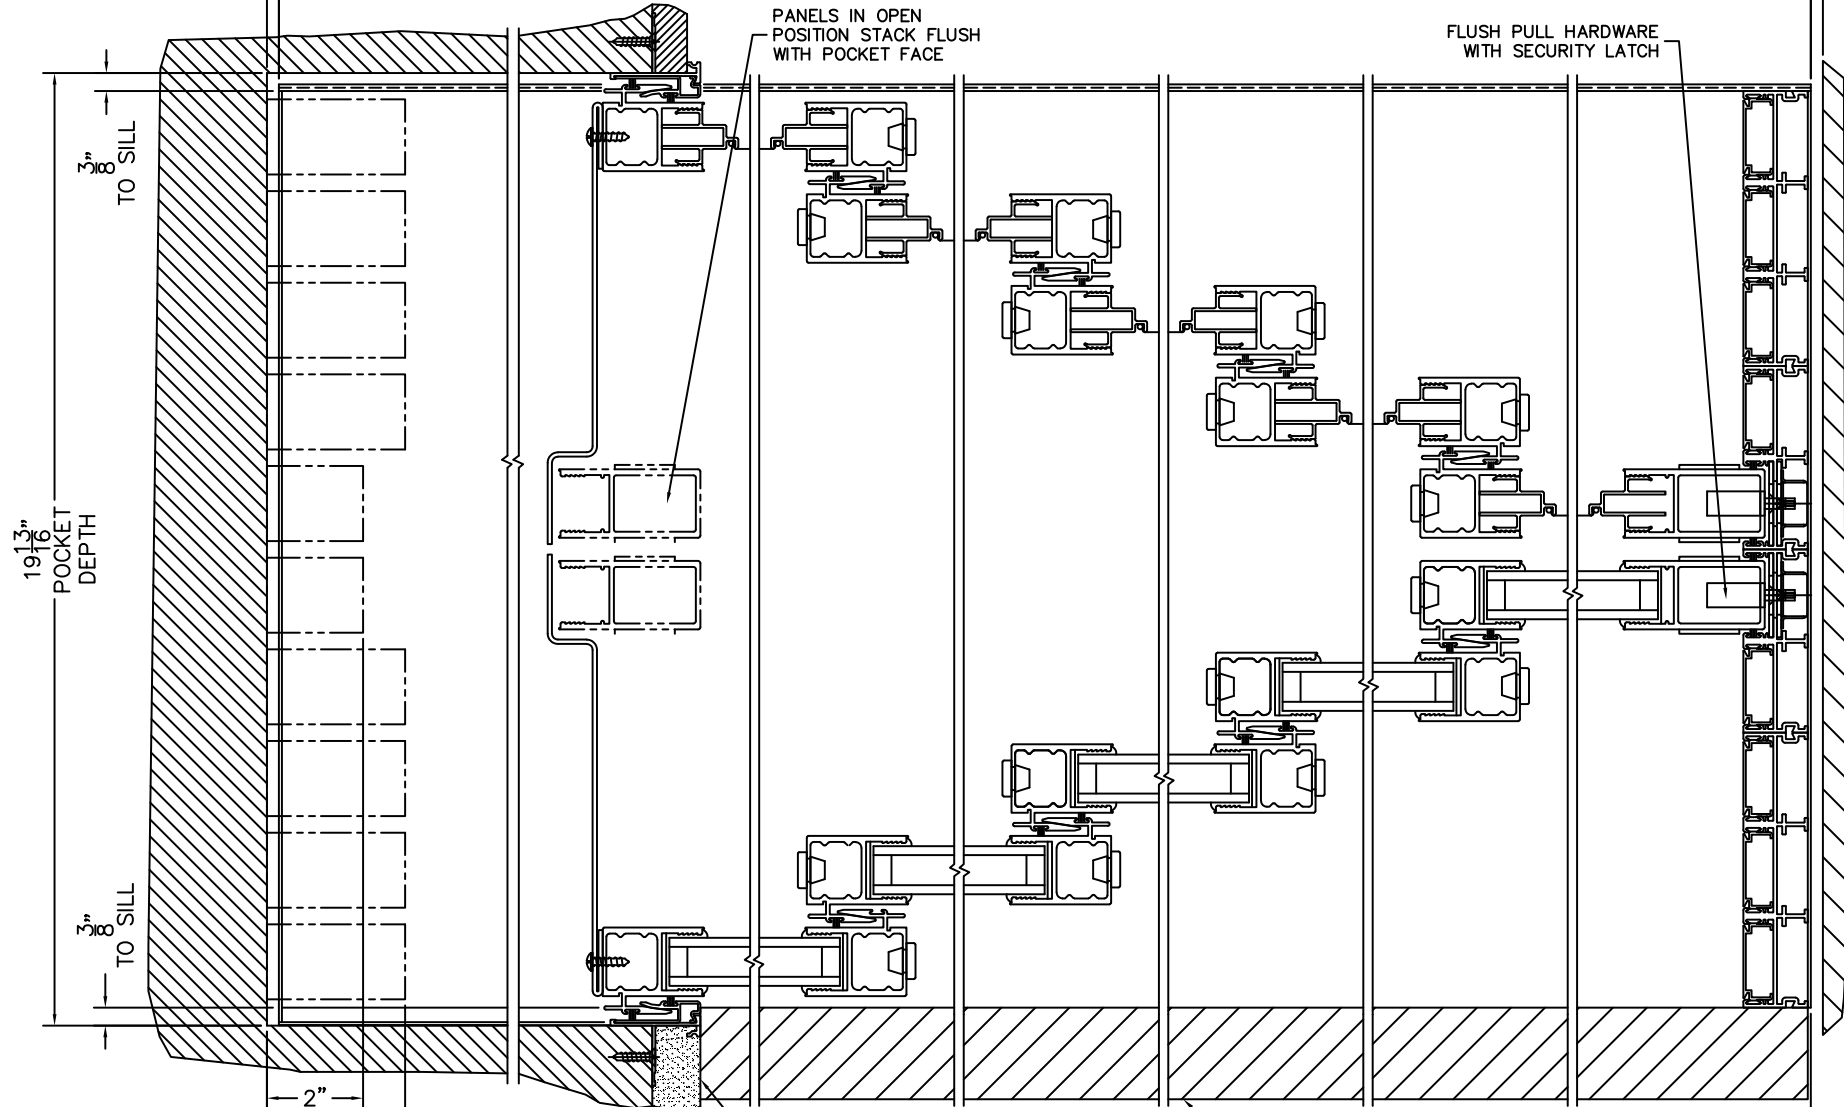 PANELS IN OPEN
POSITION STACK FLUSH
WITH POCKET FACE
FLUSH PULL HARDWARE
WITH SECURITY LATCH
3/8"
TO SILL
19 13/16"
POCKET
DEPTH
3/8"
TO SILL
2"